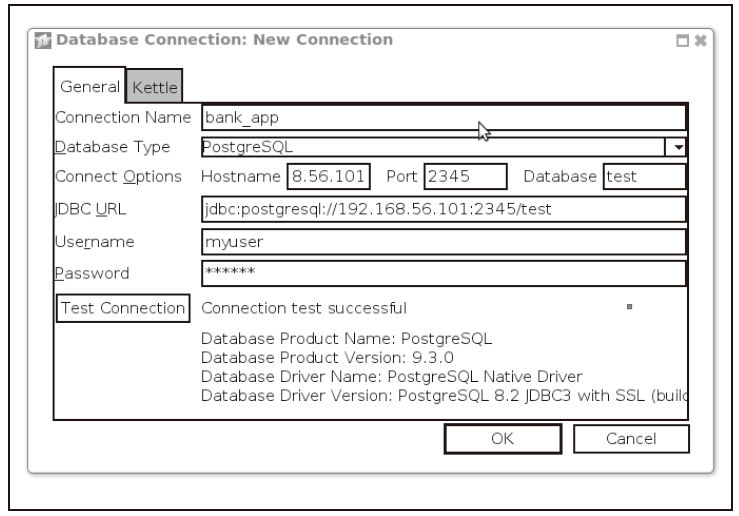 Database Connection: New Connection
General Kettle
Connection Name bank_app
Database Type PostgreSQL
Connect Options Hostname 8.56.101 Port 2345 Database test
JDBC URL jdbc:postgresql://192.168.56.101:2345/test
Username myuser
Password ******
Test Connection Connection test successful
Database Product Name: PostgreSQL
Database Product Version: 9.3.0
Database Driver Name: PostgreSQL Native Driver
Database Driver Version: PostgreSQL 8.2 JDBC3 with SSL (build
OK Cancel